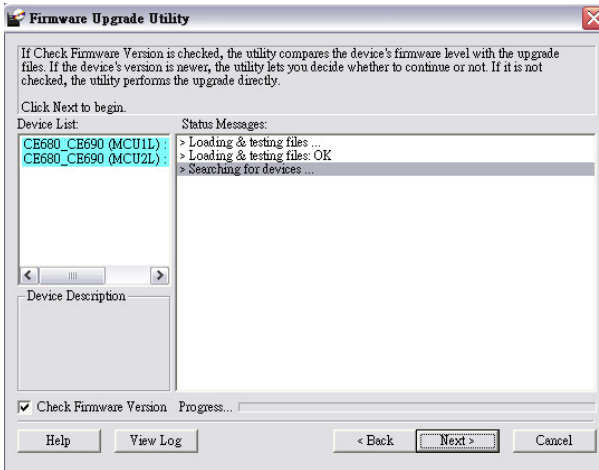 Firmware Upgrade Utility
If Check Firmware Version is checked, the utility compares the device's firmware level with the upgrade
files. If the device's version is newer, the utility lets you decide whether to continue or not. If it is not
checked, the utility performs the upgrade directly.
Click Next to begin.
Device List:
CE680_CE690 (MCU1L) :
CE680_CE690 (MCU2L) :
Status Messages:
> Loading & testing files ...
> Loading & testing files: OK
> Searching for devices ...
Device Description
Check Firmware Version
Progress...
Help
View Log
< Back
Next >
Cancel